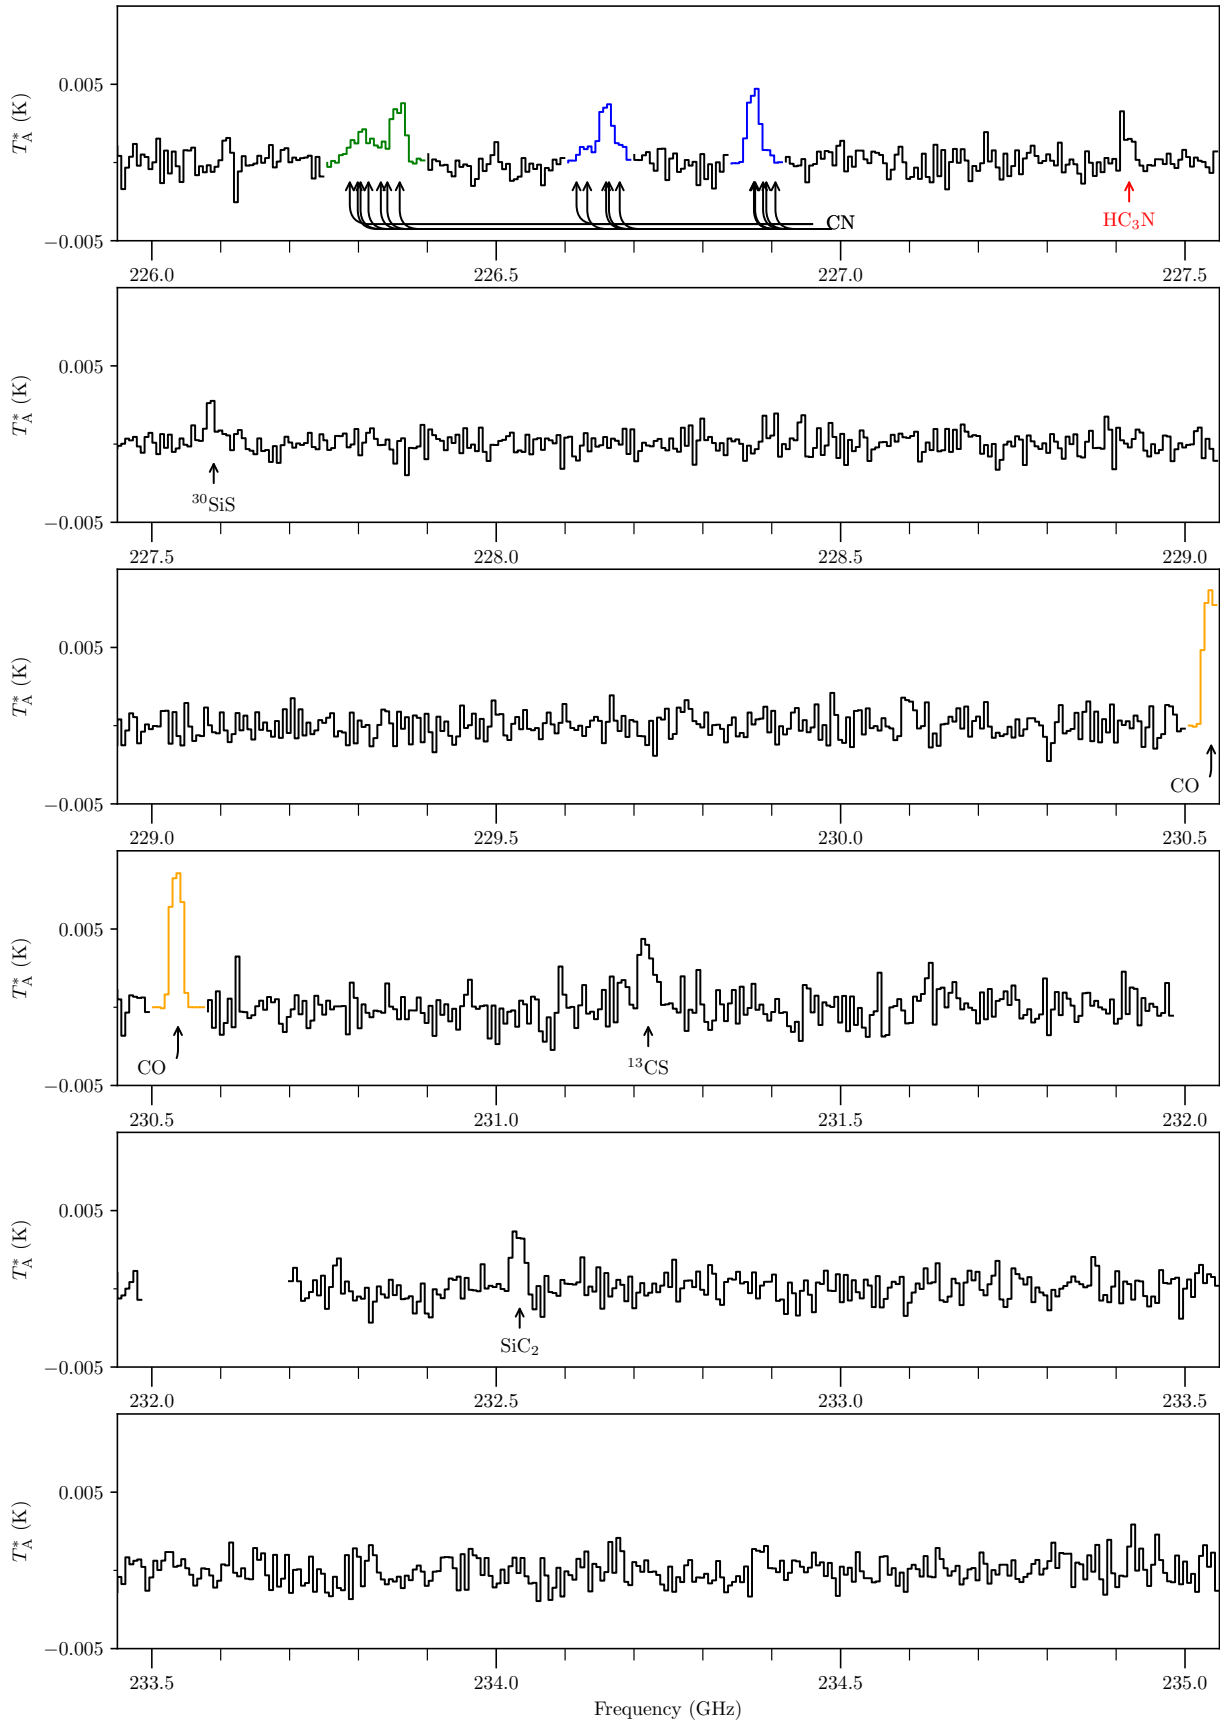 T*A (K)
0.005
−0.005
CN
HC3N
226.0 226.5 227.0 227.5
T*A (K)
0.005
−0.005
30SiS
227.5 228.0 228.5 229.0
T*A (K)
0.005
−0.005
CO
229.0 229.5 230.0 230.5
T*A (K)
0.005
−0.005
CO 13CS
230.5 231.0 231.5 232.0
T*A (K)
0.005
−0.005
SiC2
232.0 232.5 233.0 233.5
T*A (K)
0.005
−0.005
233.5 234.0 234.5 235.0
Frequency (GHz)